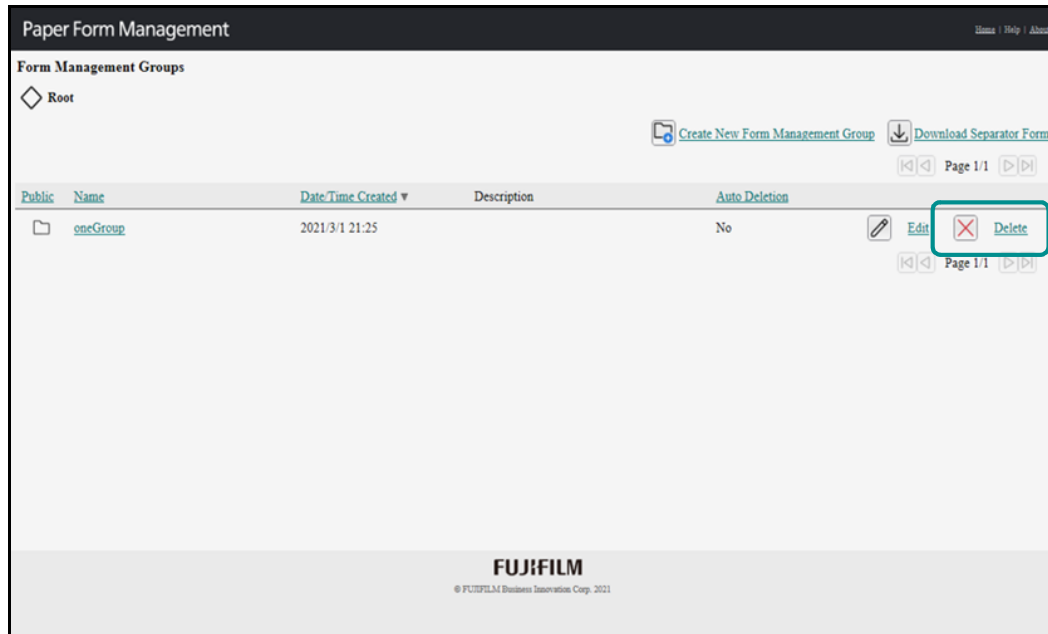 Paper Form Management
Home | Help | About
Form Management Groups
Root
Create New Form Management Group Download Separator Form
Page 1/1
Public Name Date/Time Created ▼ Description Auto Deletion
oneGroup 2021/3/1 21:25 No Edit Delete
Page 1/1
FUJIFILM
© FUJIFILM Business Innovation Corp. 2021